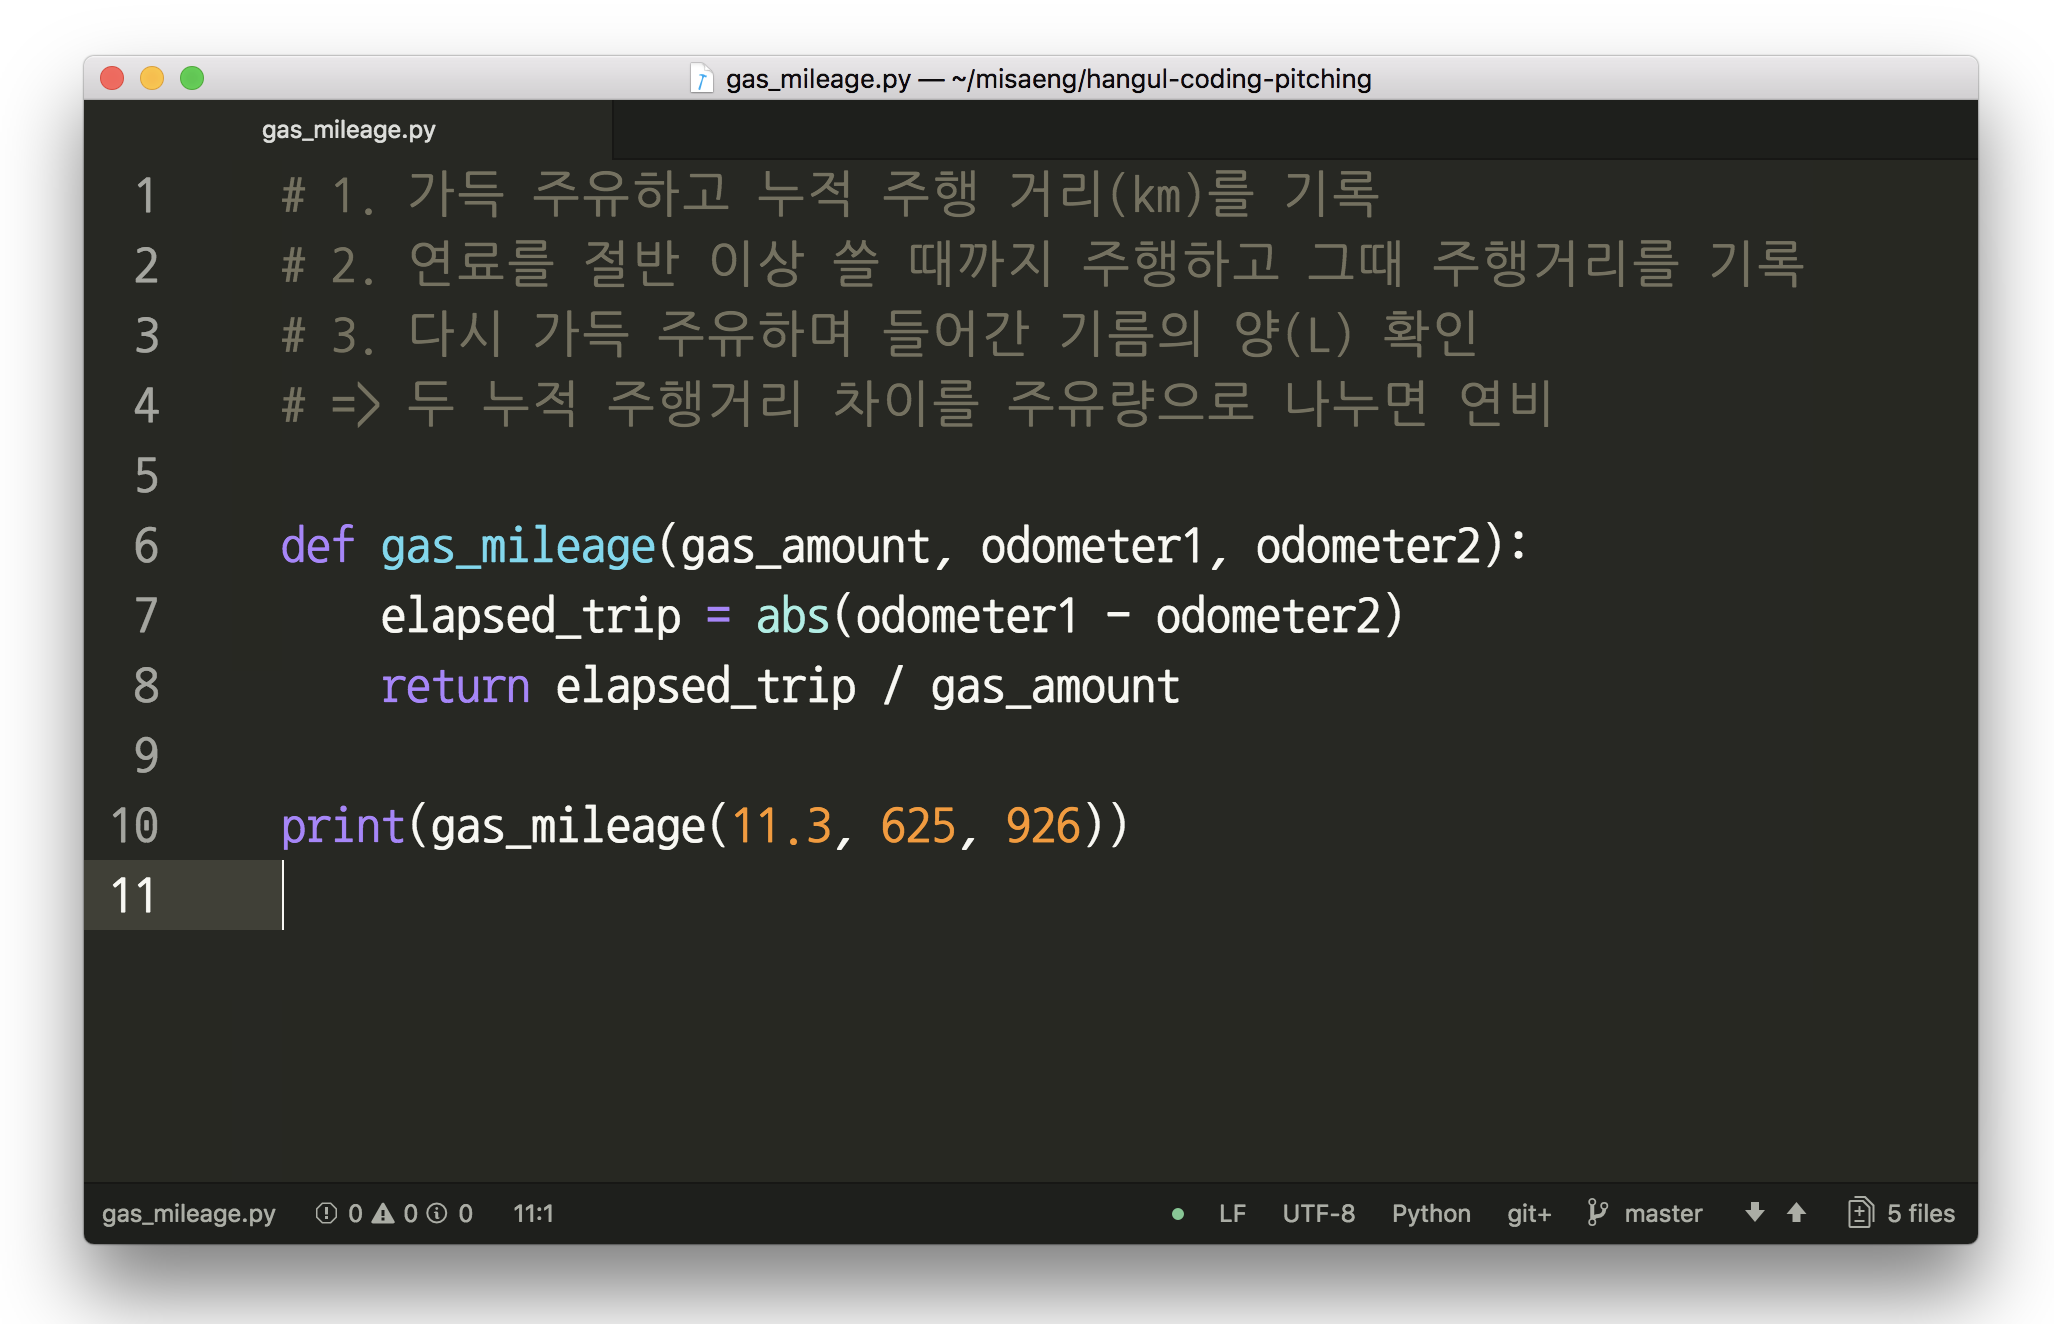 gas_mileage.py — ~/misaeng/hangul-coding-pitching
gas_mileage.py
1 # 1. 가득 주유하고 누적 주행 거리(km)를 기록
2 # 2. 연료를 절반 이상 쓸 때까지 주행하고 그때 주행거리를 기록
3 # 3. 다시 가득 주유하며 들어간 기름의 양(L) 확인
4 # => 두 누적 주행거리 차이를 주유량으로 나누면 연비
5
6 def gas_mileage(gas_amount, odometer1, odometer2):
7     elapsed_trip = abs(odometer1 - odometer2)
8     return elapsed_trip / gas_amount
9
10 print(gas_mileage(11.3, 625, 926))
11
gas_mileage.py 0 0 0 11:1 LF UTF-8 Python git+ master 5 files